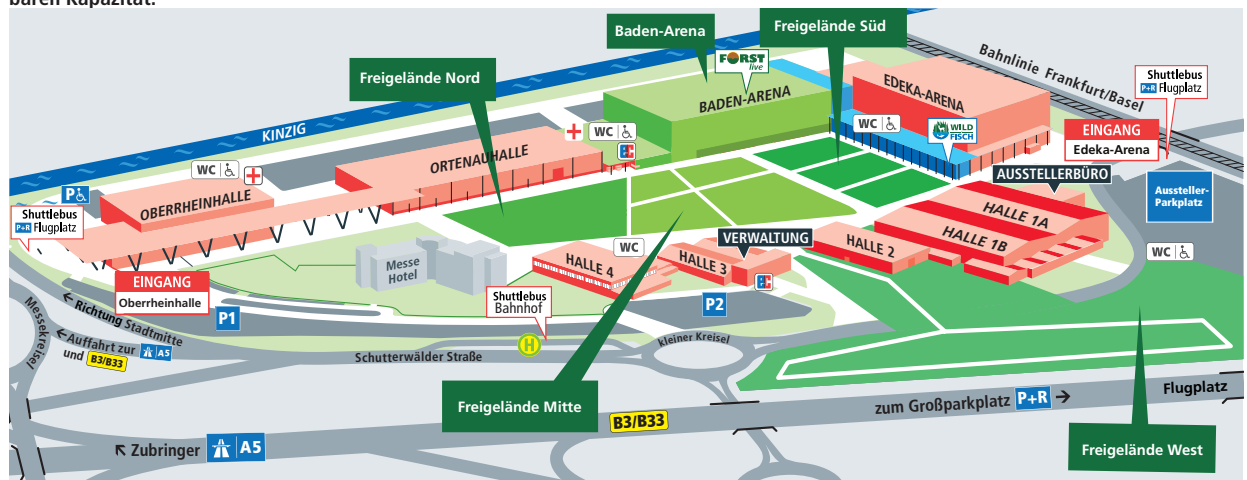 baren Kapazität.
Baden-Arena
Freigelände Süd
Freigelände Nord
FORST
live
Bahnlinie Frankfurt/Basel
Shuttlebus
P+R Flugplatz
EDEKA-ARENA
BADEN-ARENA
KINZIG
WC
WC
WILD
FISCH
EINGANG
Edeka-Arena
ORTENAUHALLE
WC
AUSSTELLERBÜRO
P
OBERRHEINHALLE
Aussteller-
Parkplatz
Shuttlebus
P+R Flugplatz
HALLE 1A
HALLE 1B
VERWALTUNG
HALLE 2
WC
HALLE 3
HALLE 4
WC
Messe
Hotel
EINGANG
Oberrheinhalle
Shuttlebus
Bahnhof
P1
P2
Richtung Stadtmitte
Messekreisel
Auffahrt zur A5
und B3/B33
H
kleiner Kreisel
Schutterwälder Straße
Freigelände Mitte
zum Großparkplatz P+R
Flugplatz
B3/B33
Zubringer A5
Freigelände West